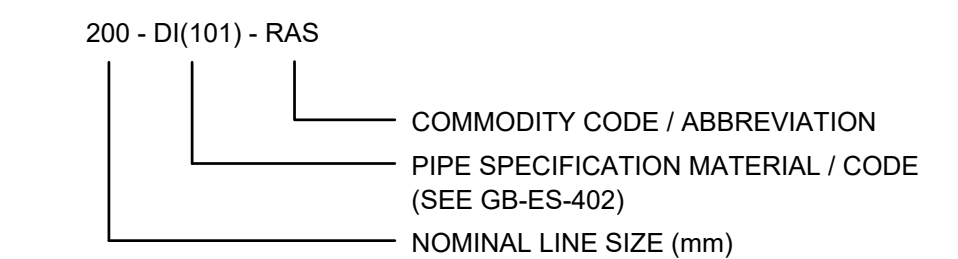 200 - DI(101) - RAS
COMMODITY CODE / ABBREVIATION
PIPE SPECIFICATION MATERIAL / CODE
(SEE GB-ES-402)
NOMINAL LINE SIZE (mm)